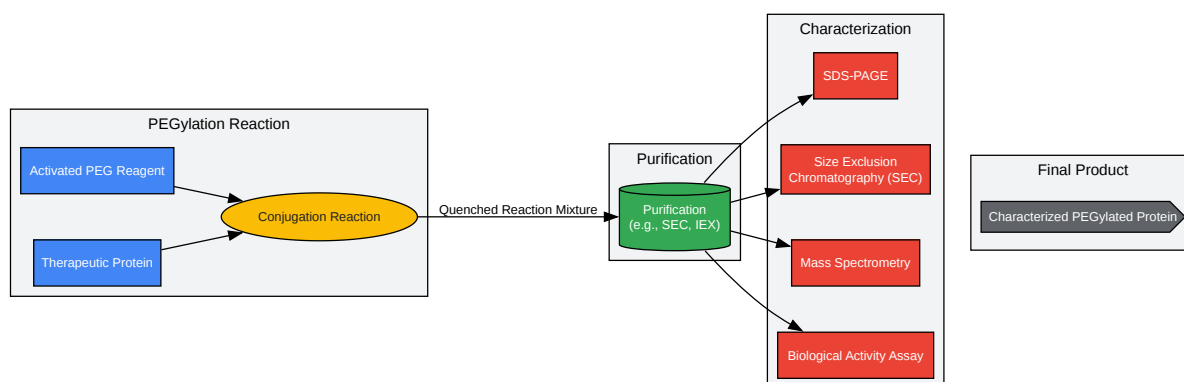 PEGylation Reaction
Activated PEG Reagent
Therapeutic Protein
Conjugation Reaction
Quenched Reaction Mixture
Purification
Purification
(e.g., SEC, IEX)
Characterization
SDS-PAGE
Size Exclusion
Chromatography (SEC)
Mass Spectrometry
Biological Activity Assay
Final Product
Characterized PEGylated Protein